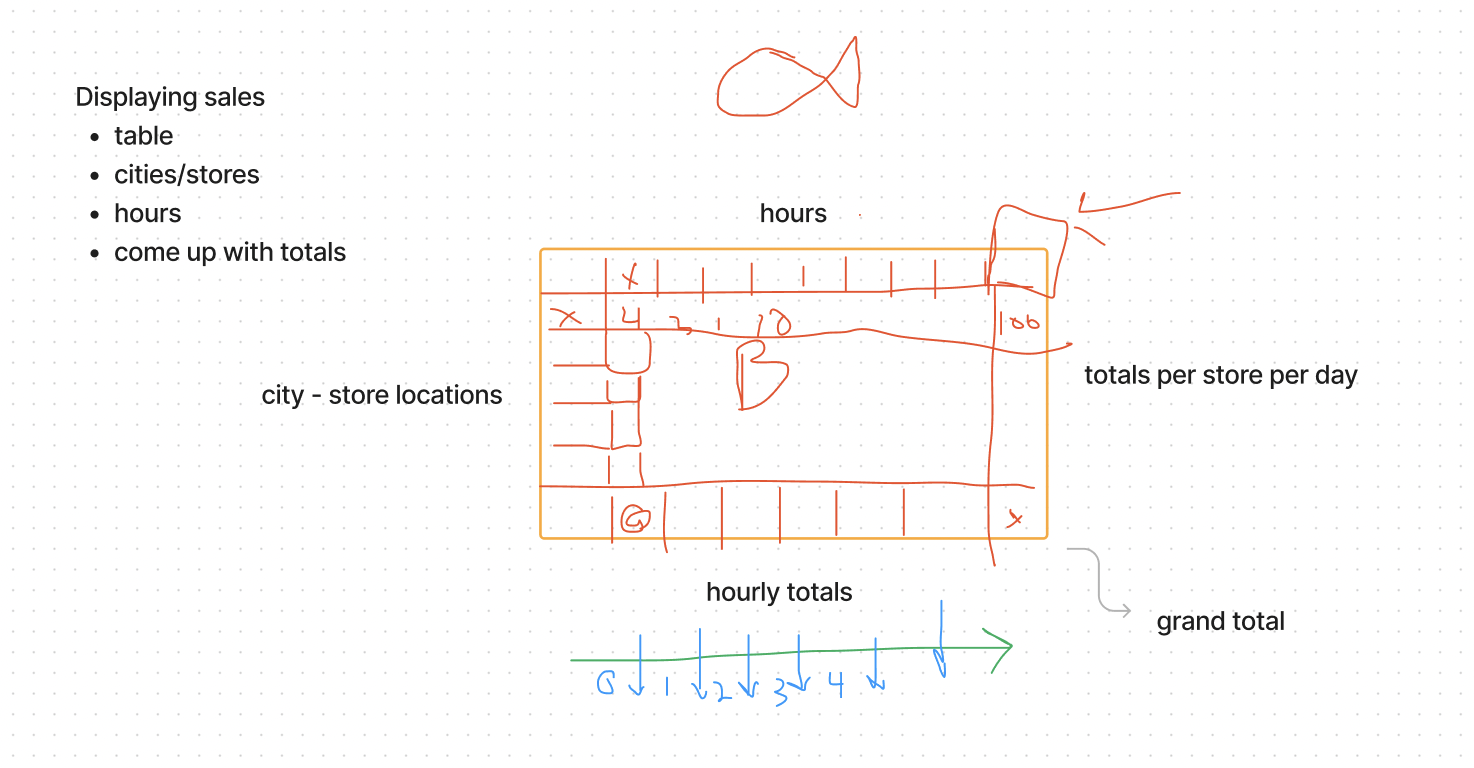 Displaying sales
• table
• cities/stores
• hours
• come up with totals
hours
x
x 4 2 1 10 100
B
city - store locations
totals per store per day
x
hourly totals
grand total
0 1 2 3 4